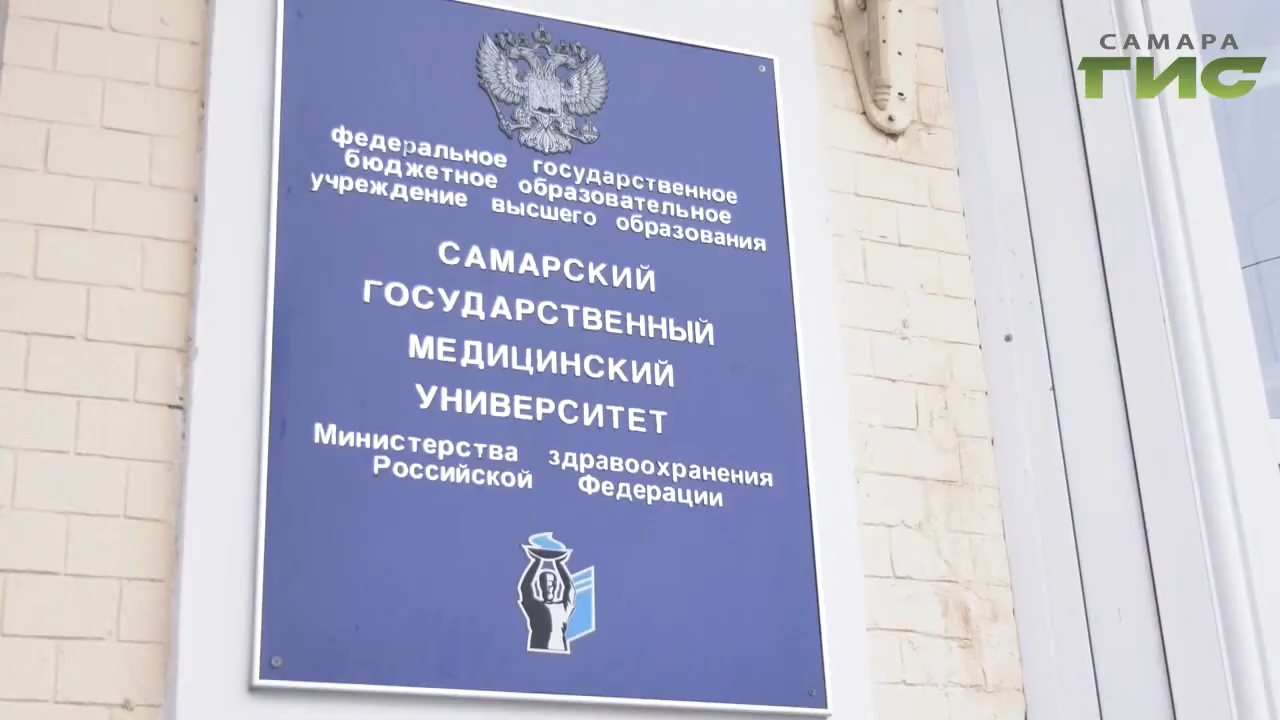 САМАРА
ГИС
федеральное государственное
бюджетное образовательное
учреждение высшего образования
САМАРСКИЙ
ГОСУДАРСТВЕННЫЙ
МЕДИЦИНСКИЙ
УНИВЕРСИТЕТ
Министерства здравоохранения
Российской Федерации